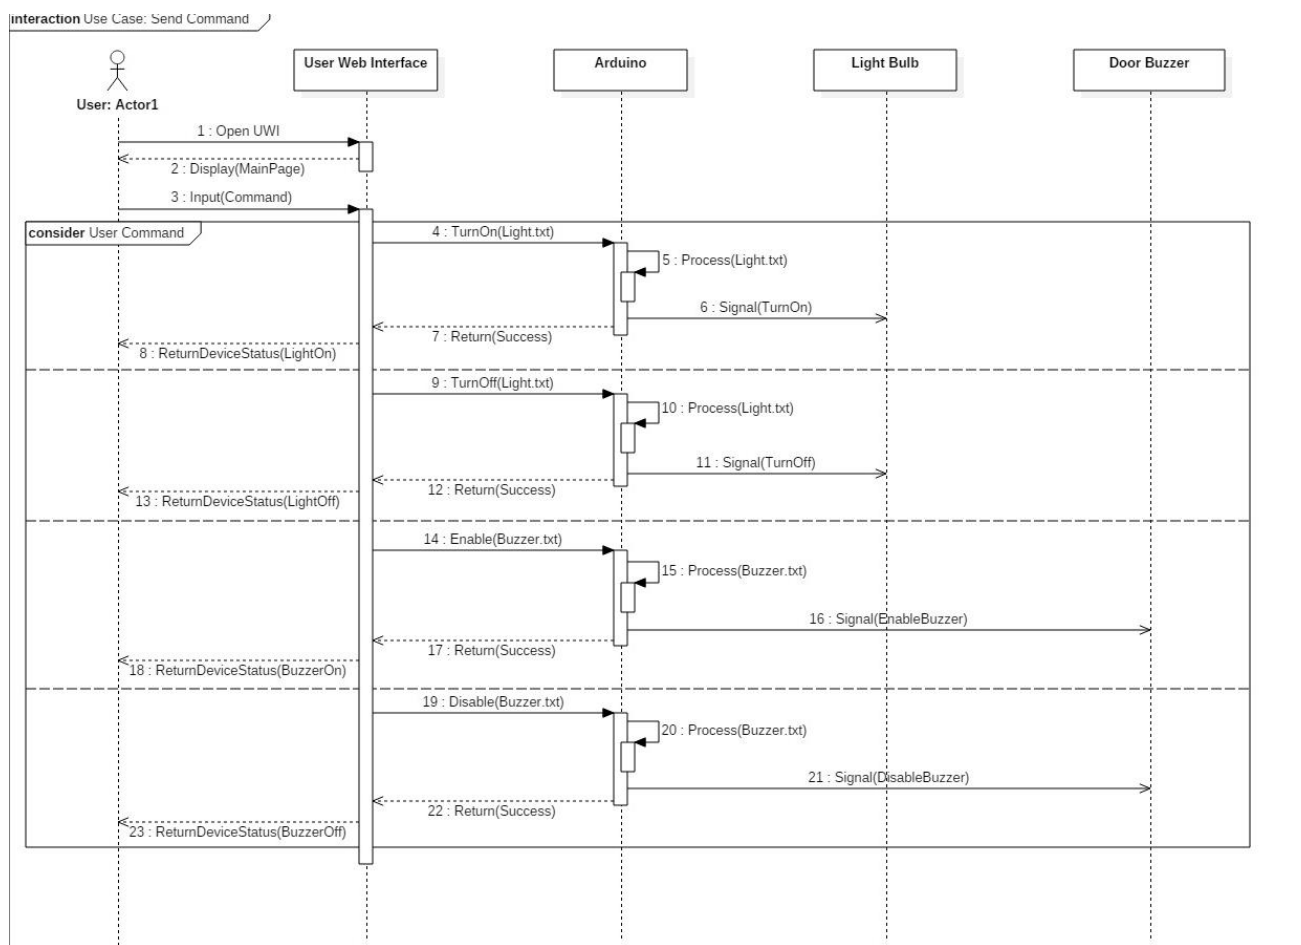 interaction Use Case: Send Command
User Web Interface
Arduino
Light Bulb
Door Buzzer
User: Actor1
1 : Open UWI
2 : Display(MainPage)
3 : Input(Command)
consider User Command
4 : TurnOn(Light.txt)
5 : Process(Light.txt)
6 : Signal(TurnOn)
7 : Return(Success)
8 : ReturnDeviceStatus(LightOn)
9 : TurnOff(Light.txt)
10 : Process(Light.txt)
11 : Signal(TurnOff)
12 : Return(Success)
13 : ReturnDeviceStatus(LightOff)
14 : Enable(Buzzer.txt)
15 : Process(Buzzer.txt)
16 : Signal(EnableBuzzer)
17 : Return(Success)
18 : ReturnDeviceStatus(BuzzerOn)
19 : Disable(Buzzer.txt)
20 : Process(Buzzer.txt)
21 : Signal(DisableBuzzer)
22 : Return(Success)
23 : ReturnDeviceStatus(BuzzerOff)